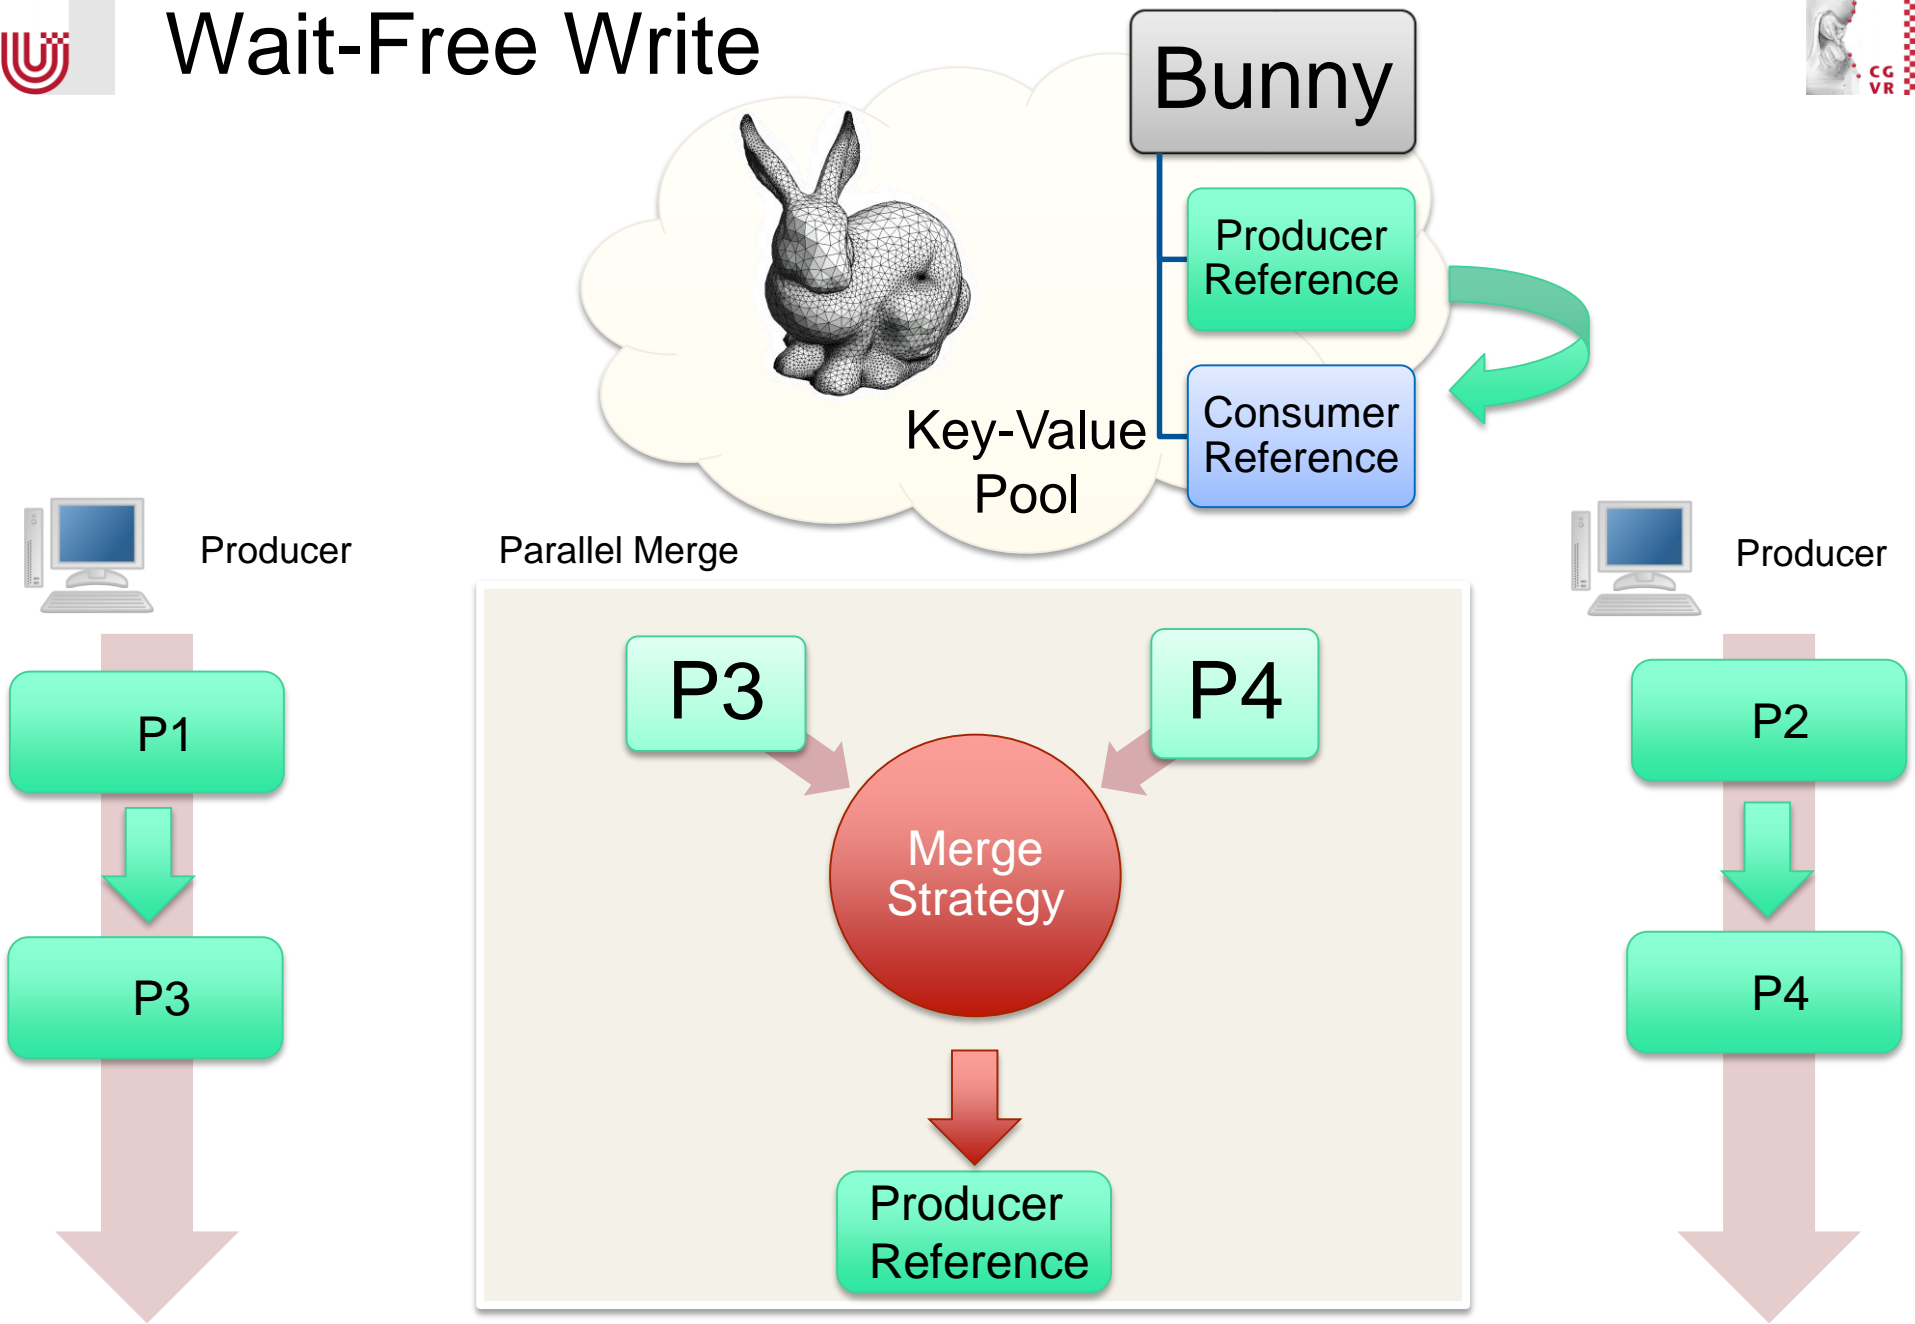 Wait-Free Write
Bunny
CG
VR
Producer
Reference
Consumer
Reference
Key-Value
Pool
Producer
Parallel Merge
Producer
P3
P4
P1
P2
Merge
Strategy
P3
P4
Producer
Reference